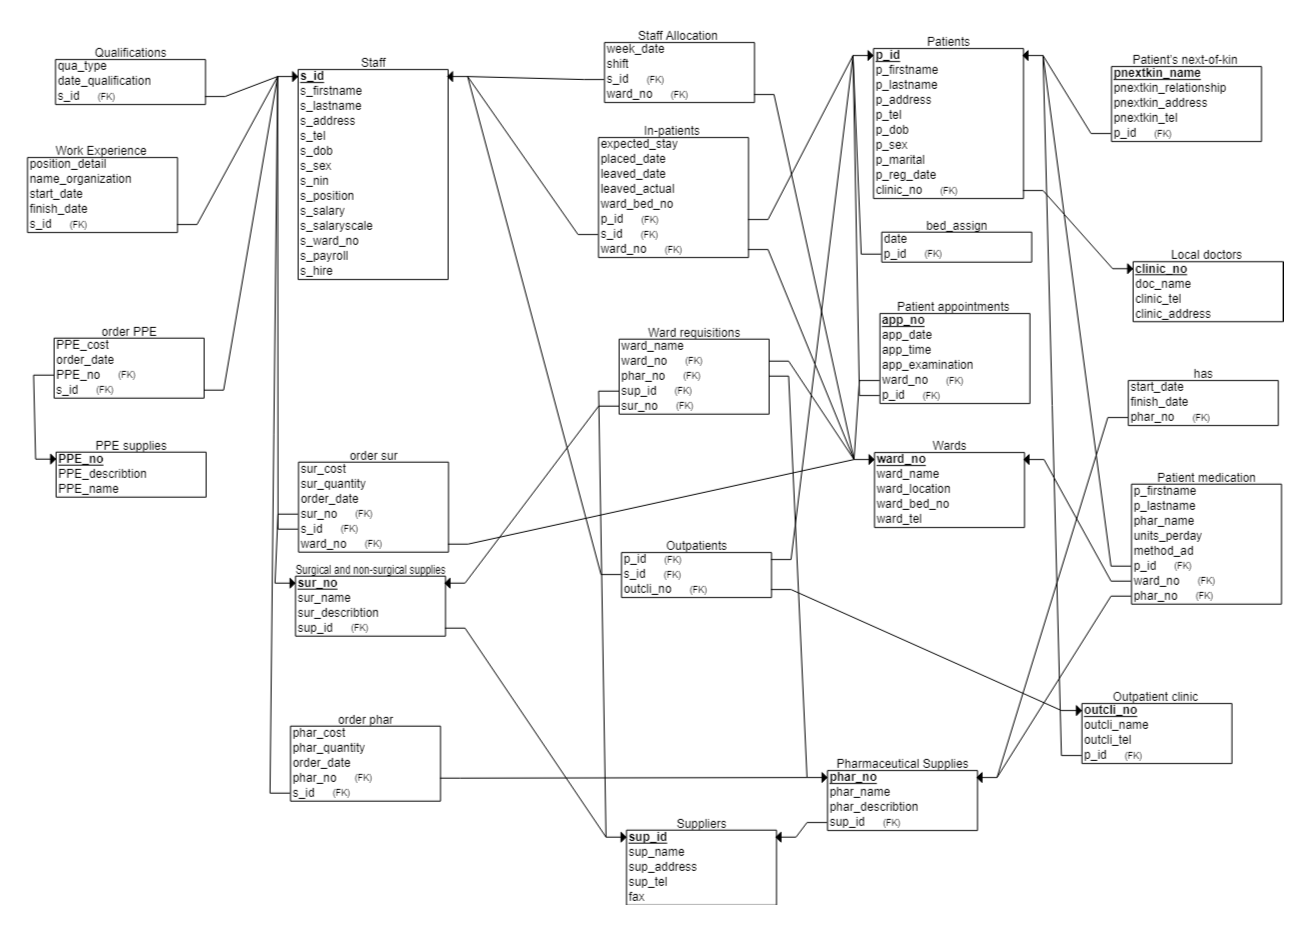 Qualifications
qua_type
date_qualification
s_id (FK)
Work Experience
position_detail
name_organization
start_date
finish_date
s_id (FK)
order PPE
PPE_cost
order_date
PPE_no (FK)
s_id (FK)
PPE supplies
PPE_no
PPE_describtion
PPE_name
Staff
s_id
s_firstname
s_lastname
s_address
s_tel
s_dob
s_sex
s_nin
s_position
s_salary
s_salaryscale
s_ward_no
s_payroll
s_hire
order sur
sur_cost
sur_quantity
order_date
sur_no (FK)
s_id (FK)
ward_no (FK)
Surgical and non-surgical supplies
sur_no
sur_name
sur_describtion
sup_id (FK)
order phar
phar_cost
phar_quantity
order_date
phar_no (FK)
s_id (FK)
Staff Allocation
week_date
shift
s_id (FK)
ward_no (FK)
In-patients
expected_stay
placed_date
leaved_date
leaved_actual
ward_bed_no
p_id (FK)
s_id (FK)
ward_no (FK)
Ward requisitions
ward_name
ward_no (FK)
phar_no (FK)
sup_id (FK)
sur_no (FK)
Outpatients
p_id (FK)
s_id (FK)
outcli_no (FK)
Suppliers
sup_id
sup_name
sup_address
sup_tel
fax
Patients
p_id
p_firstname
p_lastname
p_address
p_tel
p_dob
p_sex
p_marital
p_reg_date
clinic_no (FK)
bed_assign
date
p_id (FK)
Patient appointments
app_no
app_date
app_time
app_examination
ward_no (FK)
p_id (FK)
Wards
ward_no
ward_name
ward_location
ward_bed_no
ward_tel
Pharmaceutical Supplies
phar_no
phar_name
phar_describtion
sup_id (FK)
Patient's next-of-kin
pnextkin_name
pnextkin_relationship
pnextkin_address
pnextkin_tel
p_id (FK)
Local doctors
clinic_no
doc_name
clinic_tel
clinic_address
has
start_date
finish_date
phar_no (FK)
Patient medication
p_firstname
p_lastname
phar_name
units_perday
method_ad
p_id (FK)
ward_no (FK)
phar_no (FK)
Outpatient clinic
outcli_no
outcli_name
outcli_tel
p_id (FK)